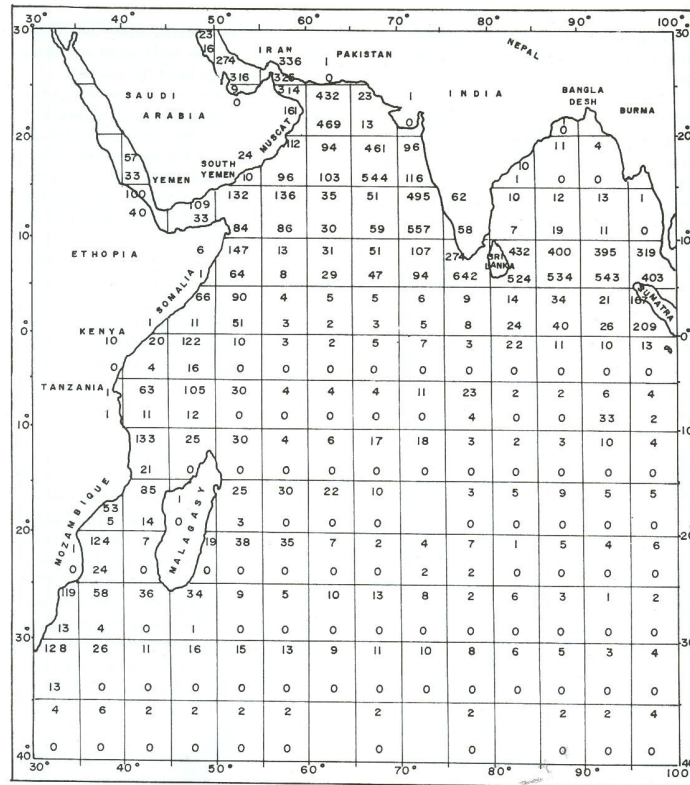 30° 40° 50° 60° 70° 80° 90° 100°
30° 23 30°
16 IRAN 336 1 PAKISTAN NEPAL
274 0
316 326
9 3 14 432 23 1 INDIA BANGLA DESH BURMA
0
SAUDI ARABIA 161 469 13 0 1
20° MUSCAT 112 94 461 96 0 11 4 20°
57 SOUTH YEMEN 24 10
33 YEMEN 10 96 103 544 116 1 0 0
100 109 132 136 35 51 495 62 10 12 13 1
40 33
10° 84 86 30 59 557 58 7 19 11 0 10°
ETHOPIA 6 147 13 31 51 107 274 SRI LANKA 432 400 395 319
SOMALIA 1 64 8 29 47 94 642 524 534 543 403
66 90 4 5 5 6 9 14 34 21 167 SUMATRA
0° KENYA 1 11 51 3 2 3 5 8 24 40 26 209 0°
10 20 122 10 3 2 5 7 3 22 11 10 13
0 4 16 0 0 0 0 0 0 0 0 0 0
TANZANIA 1 63 105 30 4 4 4 11 23 2 2 6 4
1 11 12 0 0 0 0 0 4 0 0 33 2
10° 133 25 30 4 6 17 18 3 2 3 10 4 10°
21 0 0 0 0 0 0 0 0 0 0 0
MOZAMBIQUE 35 1 25 30 22 10 3 5 9 5 5
53
5 14 0 MALAGASY 3 0 0 0 0 0 0 0 0 0
20° 1 124 7 19 38 35 7 2 4 7 1 5 4 6 20°
0 24 0 0 0 0 0 0 2 2 0 0 0 0
119 58 36 34 9 5 10 13 8 2 6 3 1 2
30° 13 4 0 1 0 0 0 0 0 0 0 0 0 0 30°
128 26 11 16 15 13 9 11 10 8 6 5 3 4
13 0 0 0 0 0 0 0 0 0 0 0 0 0
4 6 2 2 2 2 2 2 2 2 4
40° 0 0 0 0 0 0 0 0 0 0 0 40°
30° 40° 50° 60° 70° 80° 90° 100